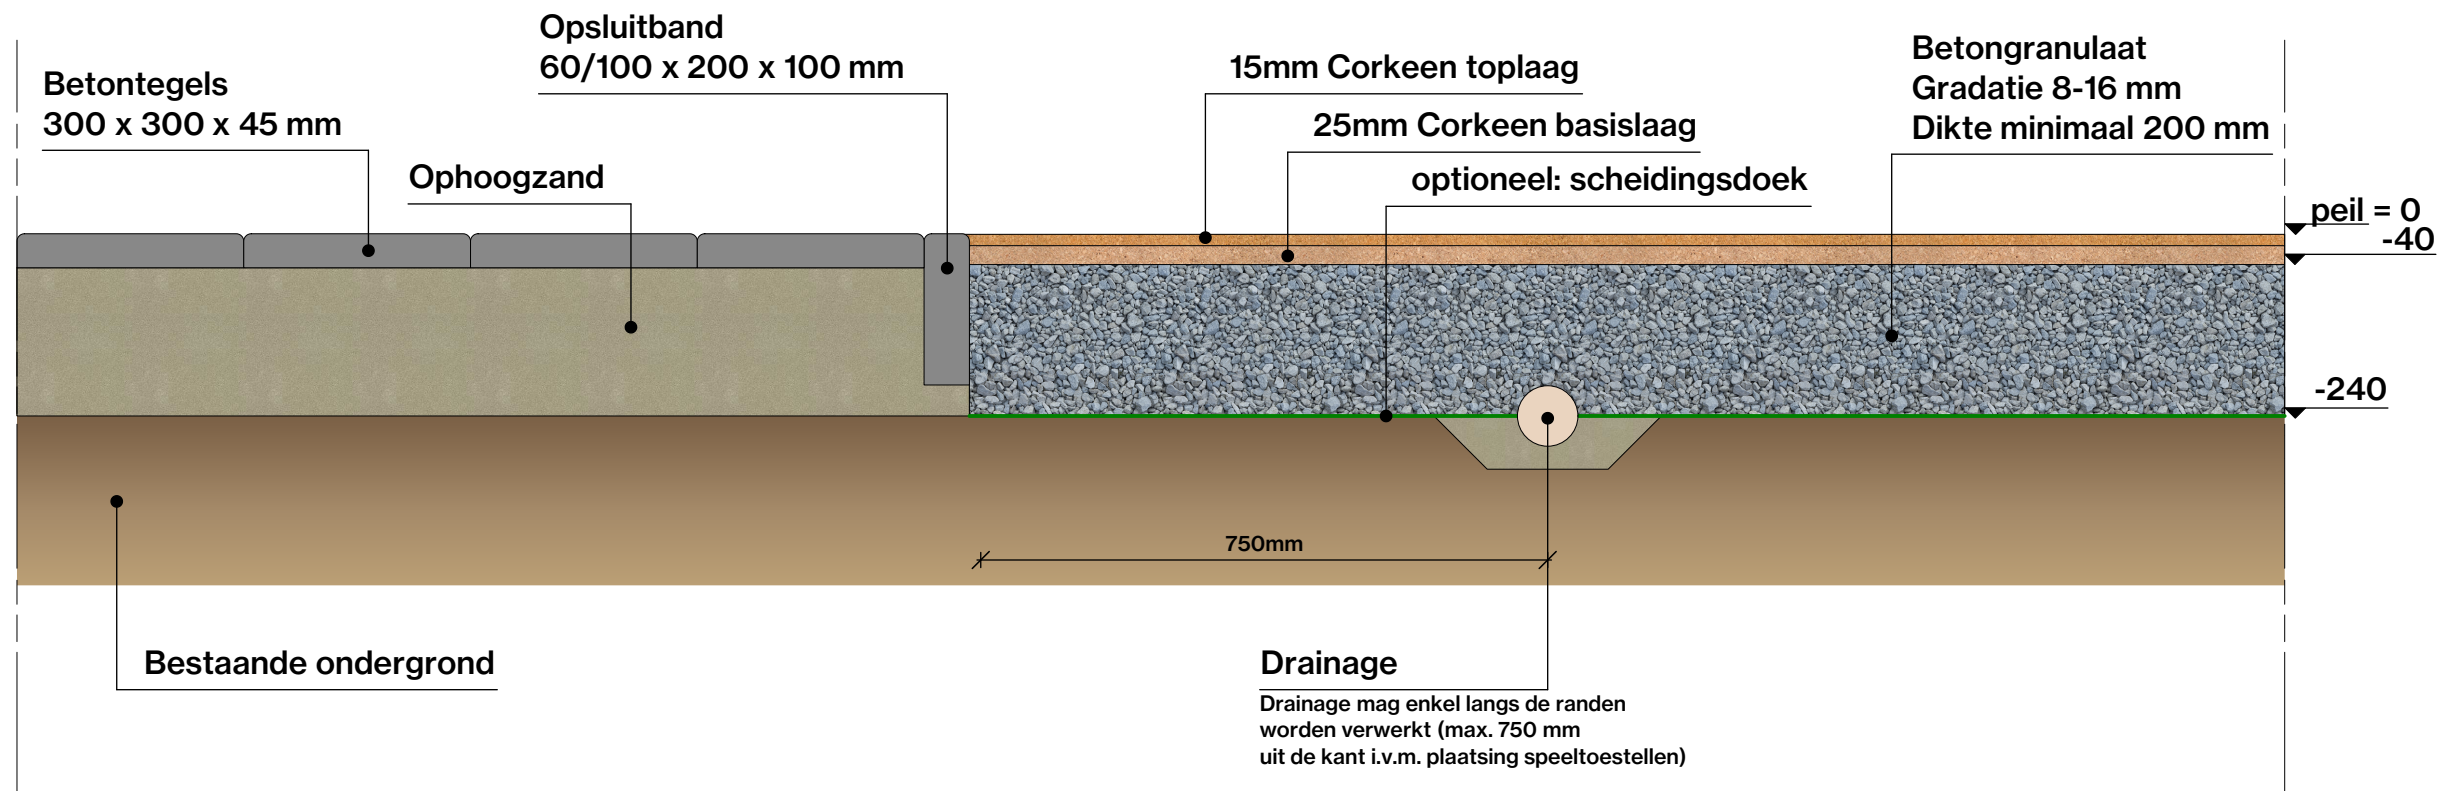 Betontegels
300 x 300 x 45 mm
Ophoogzand
Opsluitband
60/100 x 200 x 100 mm
15mm Corkeen toplaag
25mm Corkeen basislaag
optioneel: scheidingsdoek
Betongranulaat
Gradatie 8-16 mm
Dikte minimaal 200 mm
peil = 0
-40
-240
750mm
Bestaande ondergrond
Drainage
Drainage mag enkel langs de randen
worden verwerkt (max. 750 mm
uit de kant i.v.m. plaatsing speeltoestellen)